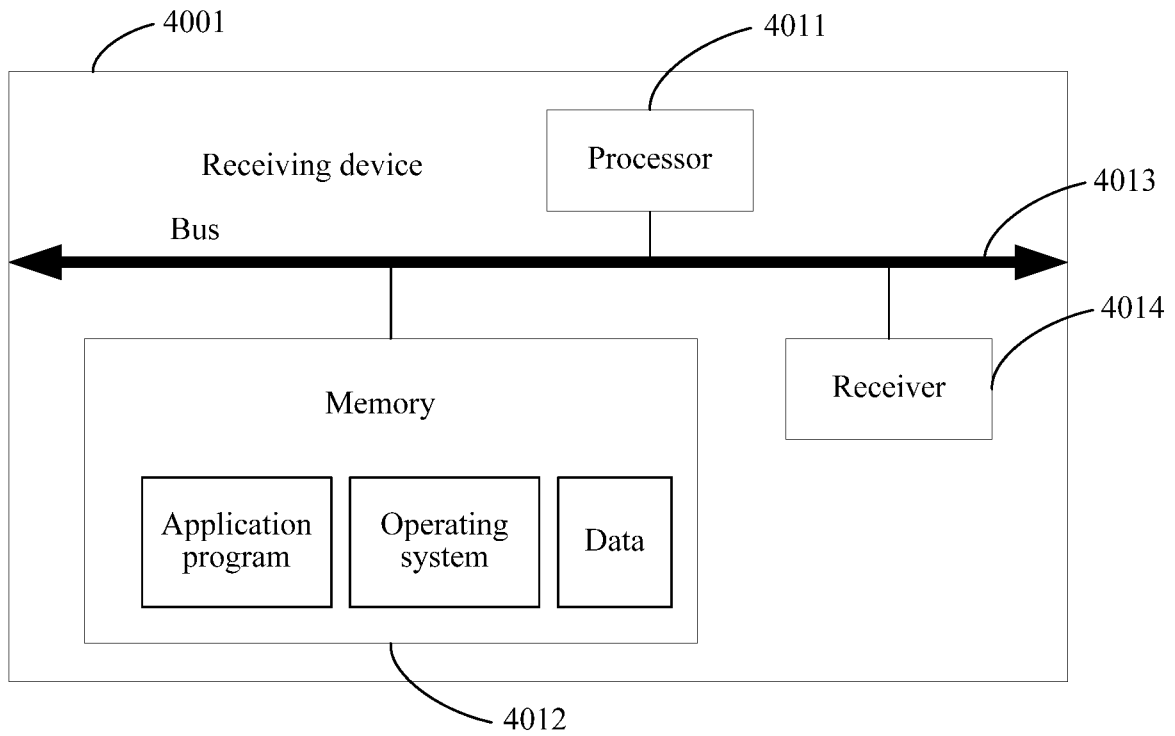 4001
4011
Receiving device
Processor
4013
Bus
4014
Memory
Receiver
Application
program
Operating
system
Data
4012